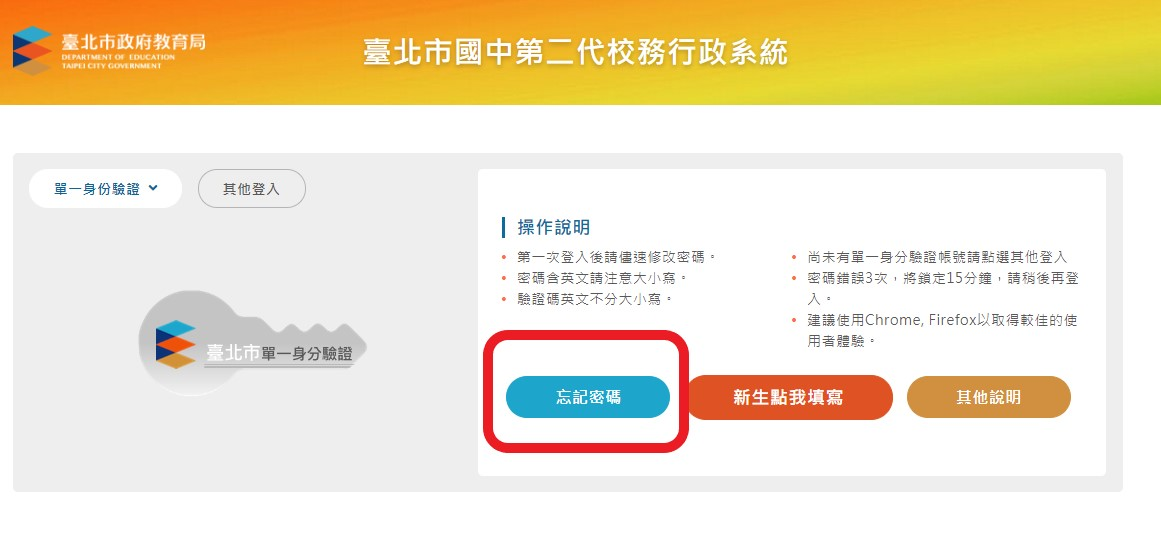 臺北市政府教育局
DEPARTMENT OF EDUCATION
TAIPEI CITY GOVERNMENT
臺北市國中第二代校務行政系統
單一身份驗證
其他登入
臺北市單一身分驗證
操作說明
第一次登入後請儘速修改密碼。
密碼含英文請注意大小寫。
驗證碼英文不分大小寫。
尚未有單一身分驗證帳號請點選其他登入
密碼錯誤3次，將鎖定15分鐘，請稍後再登
入。
建議使用Chrome, Firefox以取得較佳的使
用者體驗。
忘記密碼
新生點我填寫
其他說明